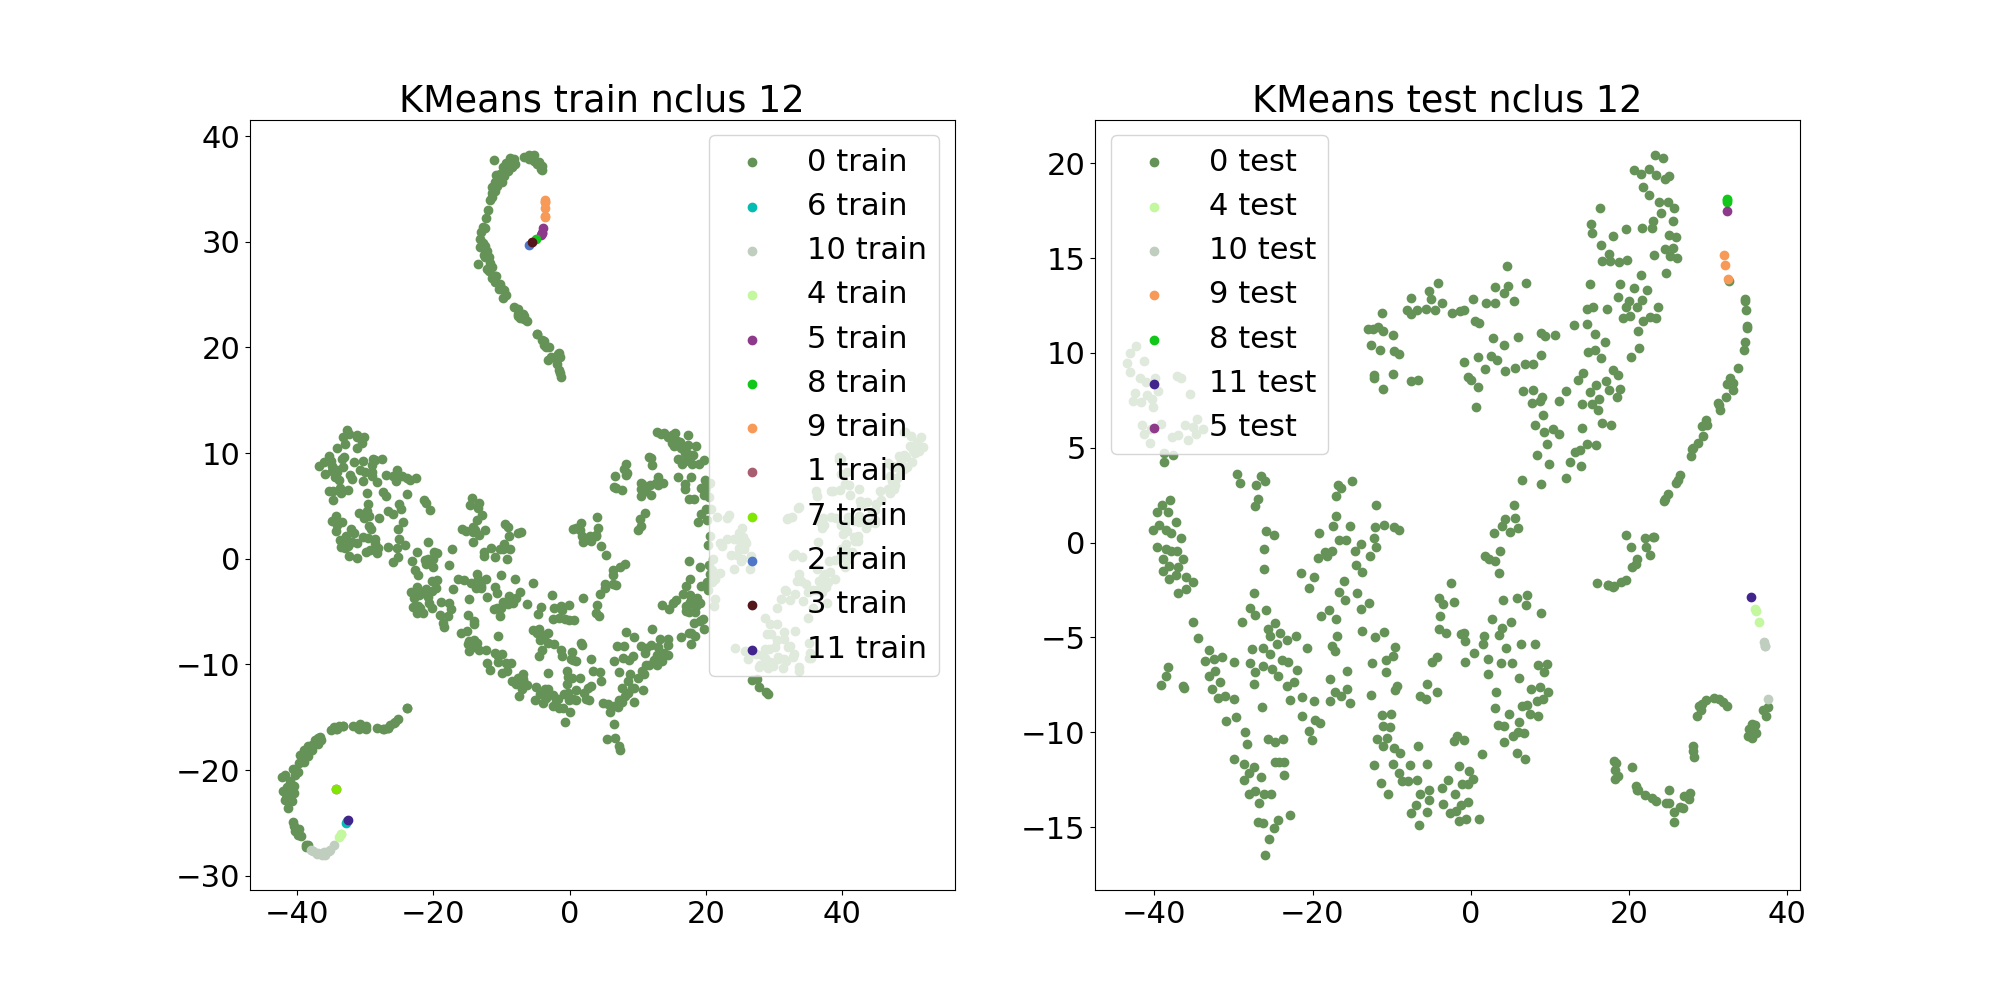 KMeans train nclus 12
40
30
20
10
0
−10
−20
−30
−40
−20
0
20
40
0 train
6 train
10 train
4 train
5 train
8 train
9 train
1 train
7 train
2 train
3 train
11 train
KMeans test nclus 12
20
15
10
5
0
−5
−10
−15
−40
−20
0
20
40
0 test
4 test
10 test
9 test
8 test
11 test
5 test